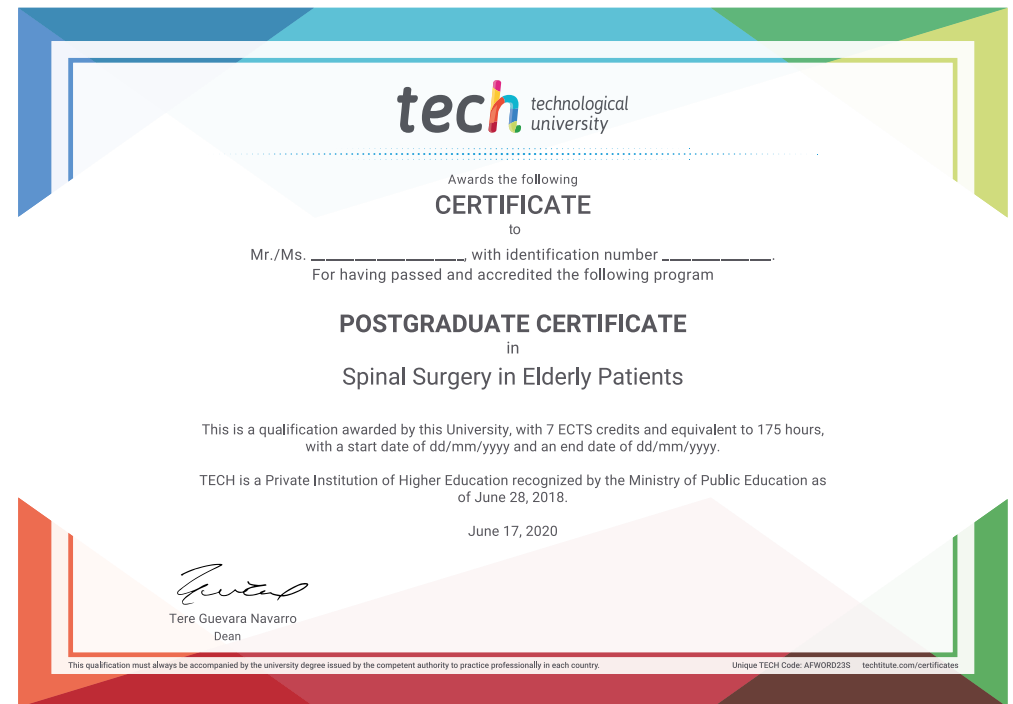 tech technological
university
Awards the following
CERTIFICATE
to
Mr./Ms. ______________, with identification number __________.
For having passed and accredited the following program
POSTGRADUATE CERTIFICATE
in
Spinal Surgery in Elderly Patients
This is a qualification awarded by this University, with 7 ECTS credits and equivalent to 175 hours,
with a start date of dd/mm/yyyy and an end date of dd/mm/yyyy.
TECH is a Private Institution of Higher Education recognized by the Ministry of Public Education as
of June 28, 2018.
June 17, 2020
Tere Guevara Navarro
Dean
This qualification must always be accompanied by the university degree issued by the competent authority to practice professionally in each country.
Unique TECH Code: AFWORD23S techtitute.com/certificates